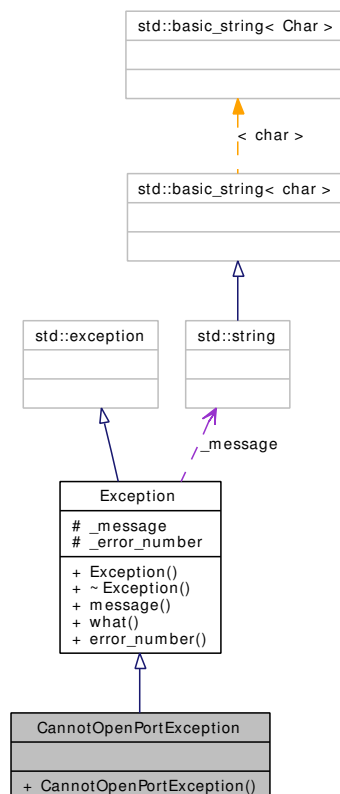 std::basic_string< Char >
< char >
std::basic_string< char >
std::exception
std::string
_message
Exception
# _message
# _error_number
+ Exception()
+ ~Exception()
+ message()
+ what()
+ error_number()
CannotOpenPortException
+ CannotOpenPortException()